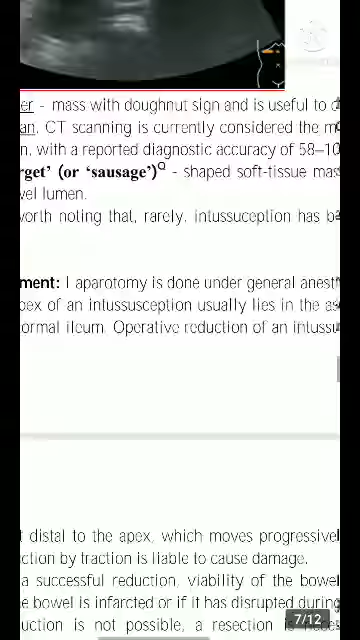 er - mass with doughnut sign and is useful to
an. CT scanning is currently considered the
n, with a reported diagnostic accuracy of 58–10
rget’ (or ‘sausage’)Q - shaped soft-tissue mas
vel lumen.
vorth noting that, rarely, intussuception has be
ment: Laparotomy is done under general anest
pex of an intussusception usually lies in the as
ormal ileum. Operative reduction of an intussu
t distal to the apex, which moves progressivel
ction by traction is liable to cause damage.
a successful reduction, viability of the bowel
e bowel is infarcted or if it has disrupted during
uction is not possible, a resection is
7/12